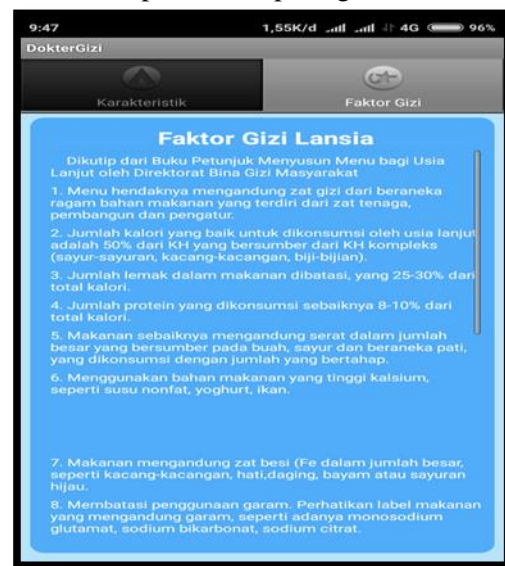 9:47 1,55K/d 4G 96%
DokterGizi
Karakteristik Faktor Gizi
Faktor Gizi Lansia
Dikutip dari Buku Petunjuk Menyusun Menu bagi Usia
Lanjut oleh Direktorat Bina Gizi Masyarakat
1. Menu hendaknya mengandung zat gizi dari beraneka
ragam bahan makanan yang terdiri dari zat tenaga,
pembangun dan pengatur.
2. Jumlah kalori yang baik untuk dikonsumsi oleh usia lanjut
adalah 50% dari KH yang bersumber dari KH kompleks
(sayur-sayuran, kacang-kacangan, biji-bijian).
3. Jumlah lemak dalam makanan dibatasi, yang 25-30% dari
total kalori.
4. Jumlah protein yang dikonsumsi sebaiknya 8-10% dari
total kalori.
5. Makanan sebaiknya mengandung serat dalam jumlah
besar yang bersumber pada buah, sayur dan beraneka pati,
yang dikonsumsi dengan jumlah yang bertahap.
6. Menggunakan bahan makanan yang tinggi kalsium,
seperti susu nonfat, yoghurt, ikan.
7. Makanan mengandung zat besi (Fe dalam jumlah besar,
seperti kacang-kacangan, hati,daging, bayam atau sayuran
hijau.
8. Membatasi penggunaan garam. Perhatikan label makanan
yang mengandung garam, seperti adanya monosodium
glutamat, sodium bikarbonat, sodium citrat.